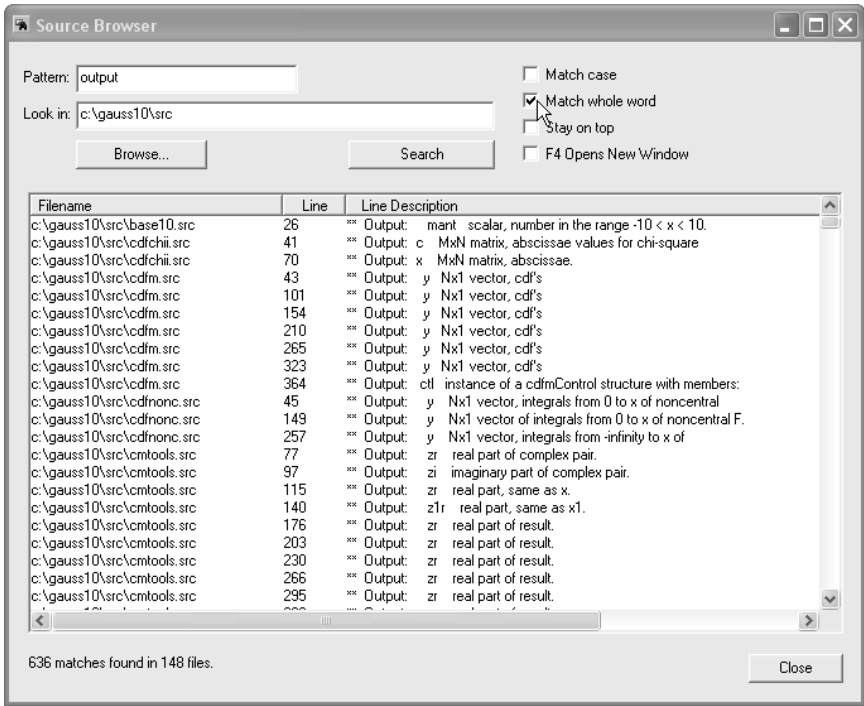 Source Browser
Pattern: output
Match case
Match whole word
Look in: c:\gauss10\src
Stay on top
Browse... Search F4 Opens New Window
Filename Line Line Description
c:\gauss10\src\base10.src 26 ** Output: mant scalar, number in the range -10 < x < 10.
c:\gauss10\src\cdfchii.src 41 ** Output: c MxN matrix, abscissae values for chi-square
c:\gauss10\src\cdfchii.src 70 ** Output: x MxN matrix, abscissae.
c:\gauss10\src\cdfm.src 43 ** Output: y Nx1 vector, cdf's
c:\gauss10\src\cdfm.src 101 ** Output: y Nx1 vector, cdf's
c:\gauss10\src\cdfm.src 154 ** Output: y Nx1 vector, cdf's
c:\gauss10\src\cdfm.src 210 ** Output: y Nx1 vector, cdf's
c:\gauss10\src\cdfm.src 265 ** Output: y Nx1 vector, cdf's
c:\gauss10\src\cdfm.src 323 ** Output: y Nx1 vector, cdf's
c:\gauss10\src\cdfm.src 364 ** Output: ctl instance of a cdfmControl structure with members:
c:\gauss10\src\cdfnonc.src 45 ** Output: y Nx1 vector, integrals from 0 to x of noncentral
c:\gauss10\src\cdfnonc.src 149 ** Output: y Nx1 vector of integrals from 0 to x of noncentral F.
c:\gauss10\src\cdfnonc.src 257 ** Output: y Nx1 vector, integrals from -infinity to x of
c:\gauss10\src\cmtools.src 77 ** Output: zr real part of complex pair.
c:\gauss10\src\cmtools.src 97 ** Output: zi imaginary part of complex pair.
c:\gauss10\src\cmtools.src 115 ** Output: zr real part, same as x.
c:\gauss10\src\cmtools.src 140 ** Output: z1r real part, same as x1.
c:\gauss10\src\cmtools.src 176 ** Output: zr real part of result.
c:\gauss10\src\cmtools.src 203 ** Output: zr real part of result.
c:\gauss10\src\cmtools.src 230 ** Output: zr real part of result.
c:\gauss10\src\cmtools.src 266 ** Output: zr real part of result.
c:\gauss10\src\cmtools.src 295 ** Output: zr real part of result.
636 matches found in 148 files.
Close